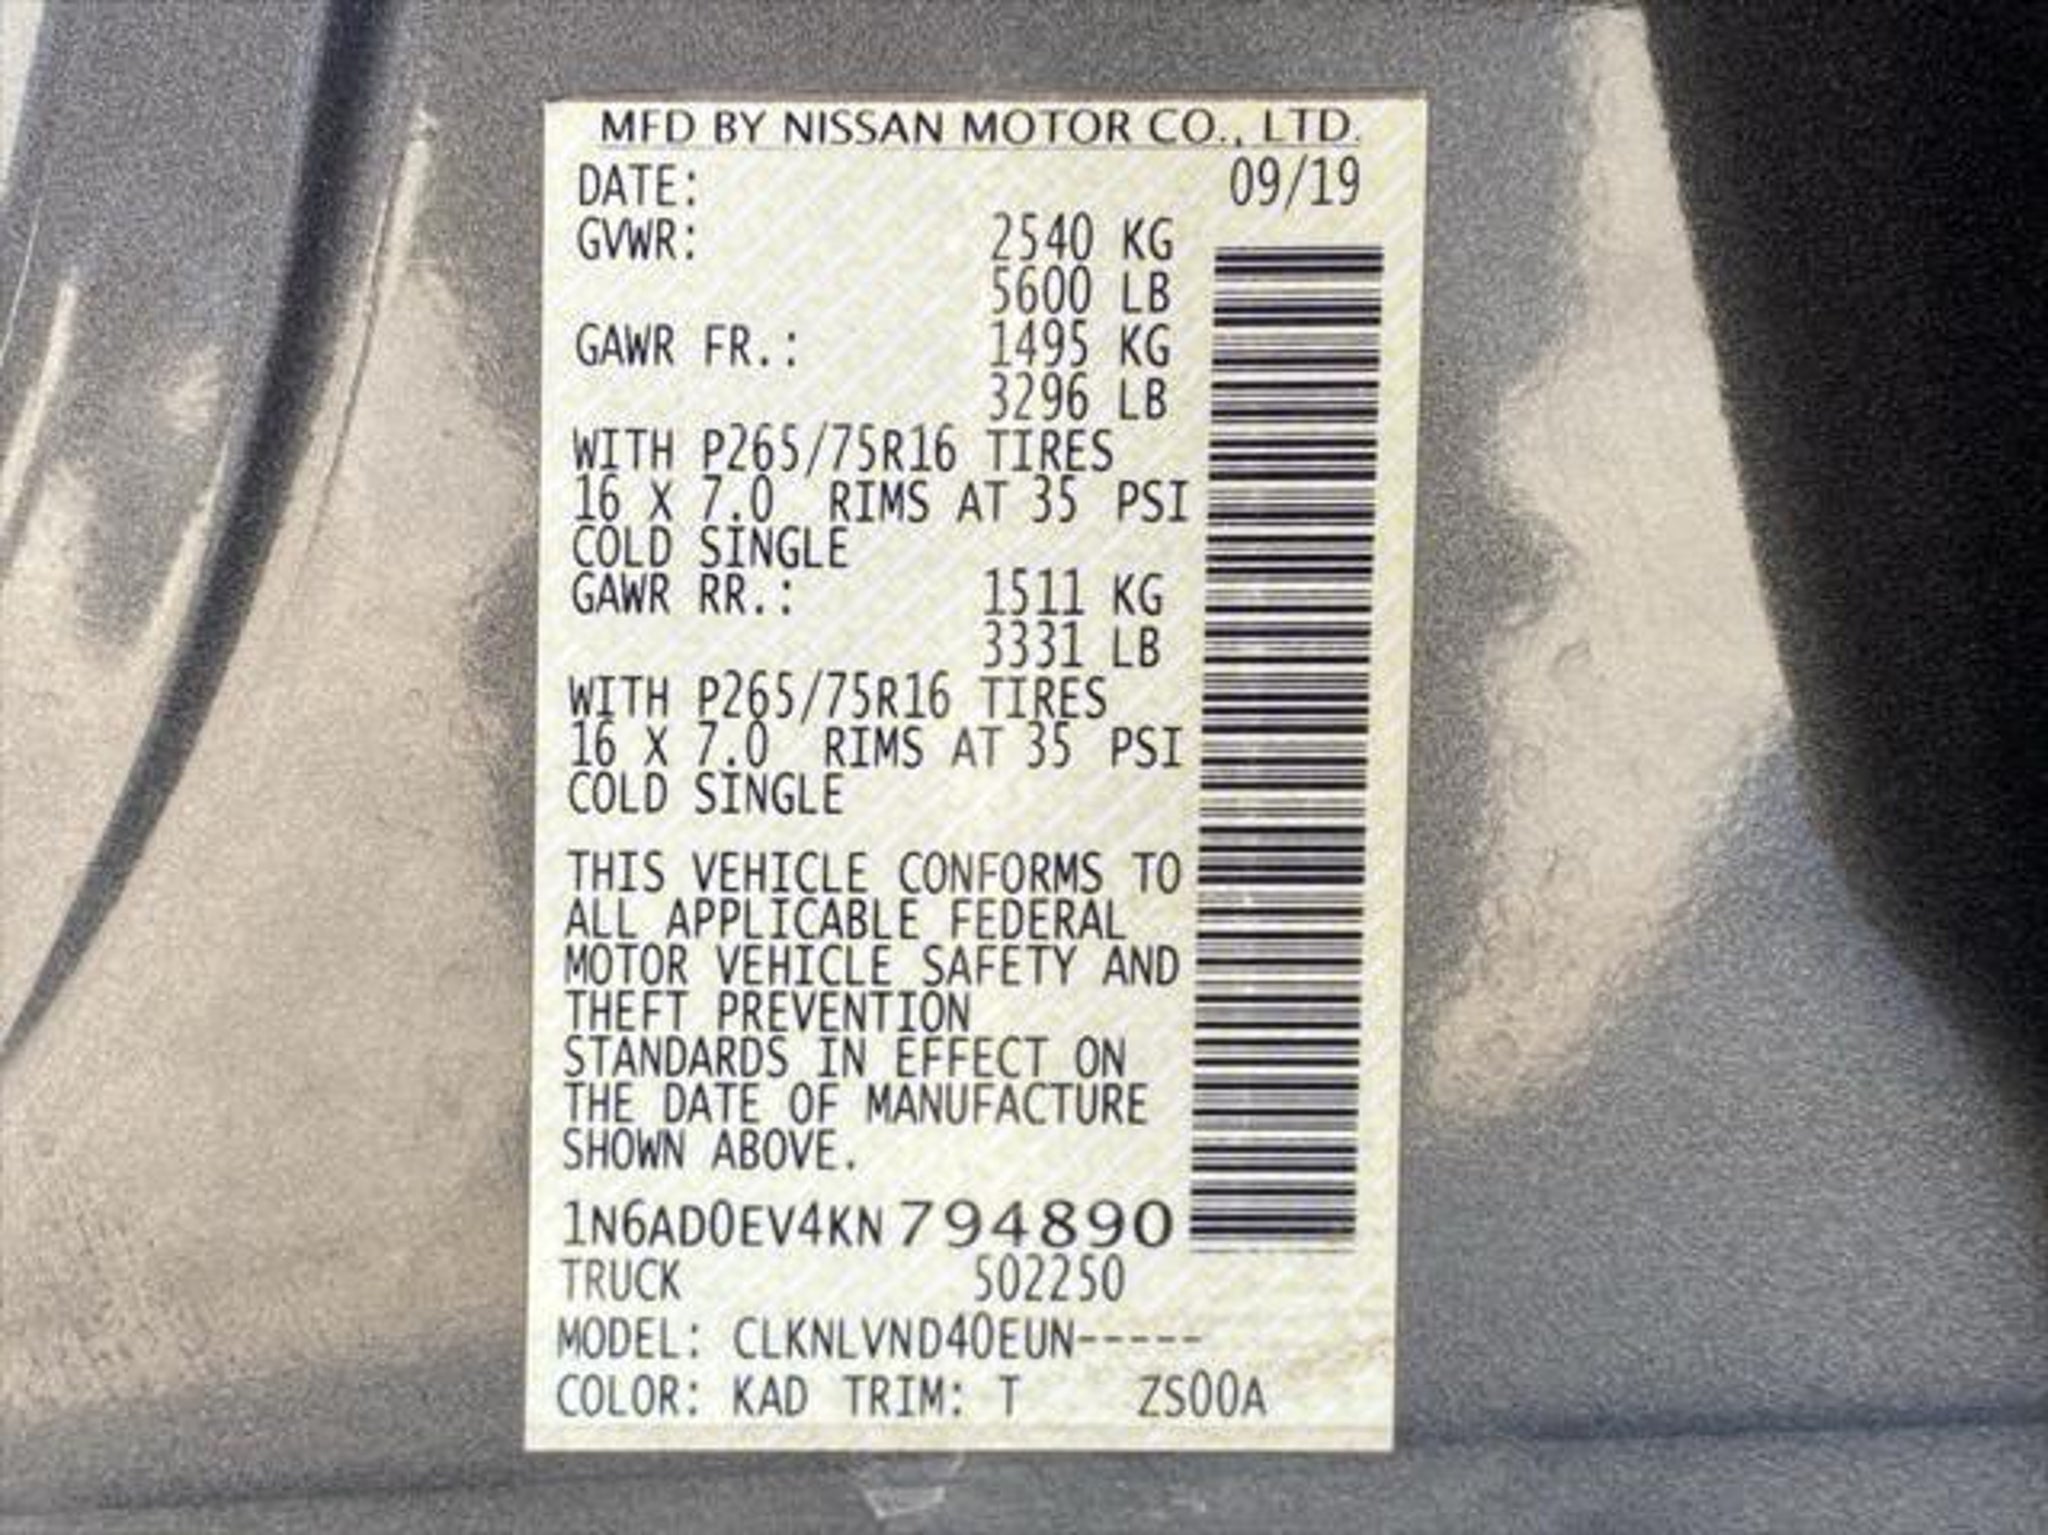 MFD BY NISSAN MOTOR CO., LTD.
DATE: 09/19
GVWR: 2540 KG
5600 LB
GAWR FR.: 1495 KG
3296 LB
WITH P265/75R16 TIRES
16 X 7.0 RIMS AT 35 PSI
COLD SINGLE
GAWR RR.: 1511 KG
3331 LB
WITH P265/75R16 TIRES
16 X 7.0 RIMS AT 35 PSI
COLD SINGLE
THIS VEHICLE CONFORMS TO
ALL APPLICABLE FEDERAL
MOTOR VEHICLE SAFETY AND
THEFT PREVENTION
STANDARDS IN EFFECT ON
THE DATE OF MANUFACTURE
SHOWN ABOVE.
1N6AD0EV4KN794890
TRUCK 502250
MODEL: CLKNLVND40EUN-----
COLOR: KAD TRIM: T ZS00A